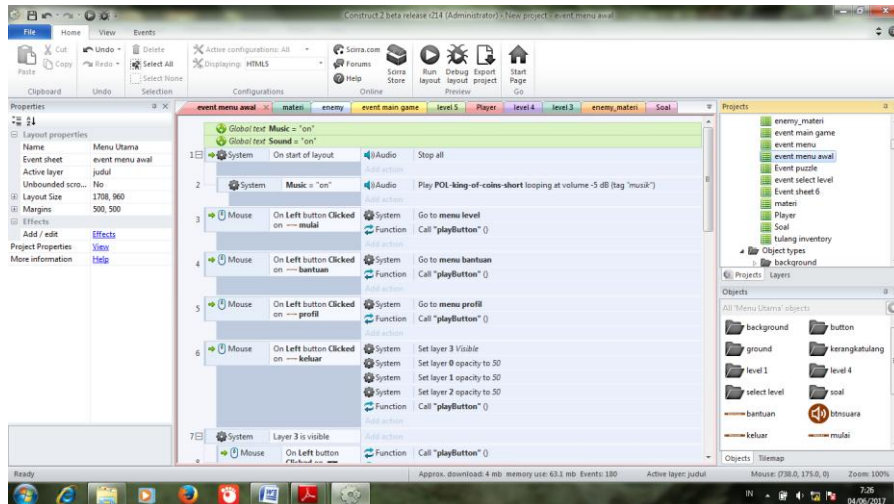 Construct 2 beta release r214 (Administrator) - New project - event menu awal
File Home View Events
Paste Cut Copy Undo Redo Delete Select All Select None
Active configurations: All
Displaying: HTML5
Scirra.com Forums Help Scirra Store
Run layout Debug layout Export project Start Page
Clipboard Undo Selection Configurations Online Preview Go
Properties
Layout properties
Name Menu Utama
Event sheet event menu awal
Active layer judul
Unbounded scro... No
Layout Size 1708, 960
Margins 500, 500
Effects
Add / edit Effects
Project Properties View
More information Help
event menu awal materi enemy event main game level 5 Player level 4 level 3 enemy_materi Soal
Global text Music = "on"
Global text Sound = "on"
1 System On start of layout Audio Stop all
Add action
2 System Music = "on" Audio Play POL-king-of-coins-short looping at volume -5 dB (tag "musik")
Add action
3 Mouse On Left button Clicked on mulai System Go to menu level
Function Call "playButton" ()
Add action
4 Mouse On Left button Clicked on bantuan System Go to menu bantuan
Function Call "playButton" ()
Add action
5 Mouse On Left button Clicked on profil System Go to menu profil
Function Call "playButton" ()
Add action
6 Mouse On Left button Clicked on keluar System Set layer 3 Visible
System Set layer 0 opacity to 50
System Set layer 1 opacity to 50
System Set layer 2 opacity to 50
Function Call "playButton" ()
Add action
7 System Layer 3 is visible Add action
Mouse On Left button Function Call "playButton" ()
Projects
enemy_materi
event main game
event menu
event menu awal
Event puzzle
event select level
Event sheet 6
materi
Player
Soal
tulang inventory
Object types
background
Projects Layers
Objects
All 'Menu Utama' objects
background button
ground kerangkatulang
level 1 level 4
select level soal
bantuan btnsuara
keluar mulai
Objects Tilemap
Ready Approx. download: 4 mb memory use: 63.1 mb Events: 180 Active layer: judul Mouse: (738.0, 175.0, 0) Zoom: 100%
IN 7:26
04/06/2017